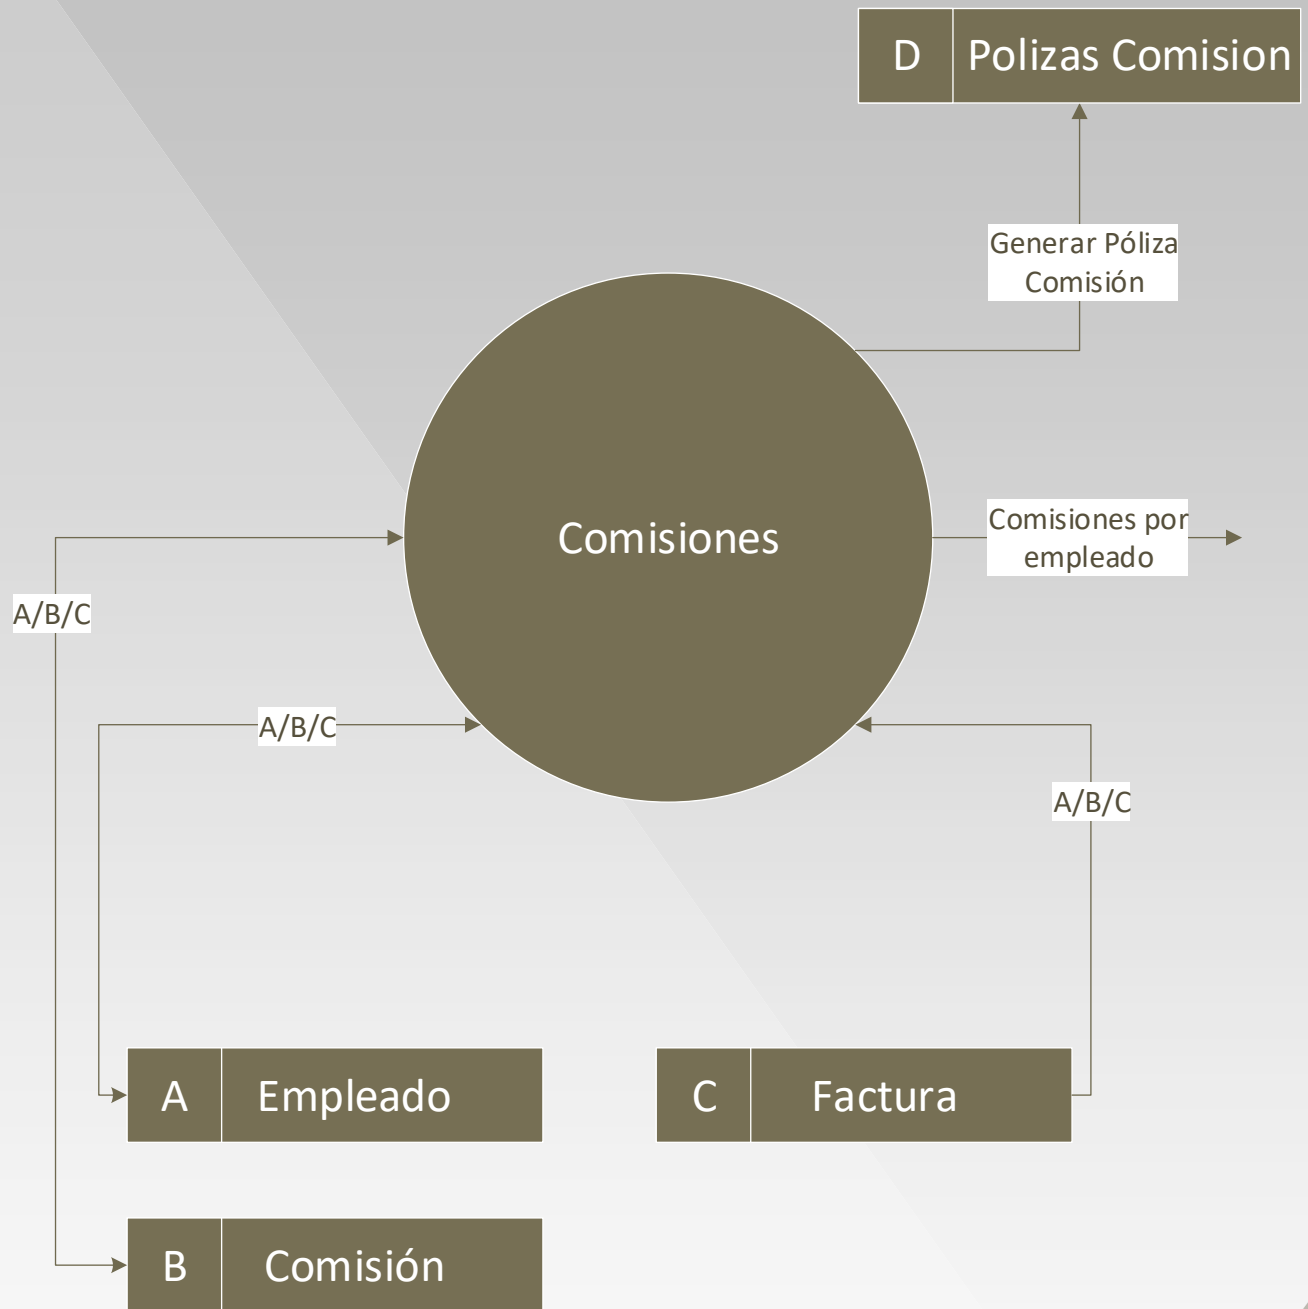 D Polizas Comision
Generar Póliza
Comisión
Comisiones
Comisiones por
empleado
A/B/C
A/B/C
A/B/C
A Empleado
C Factura
B Comisión